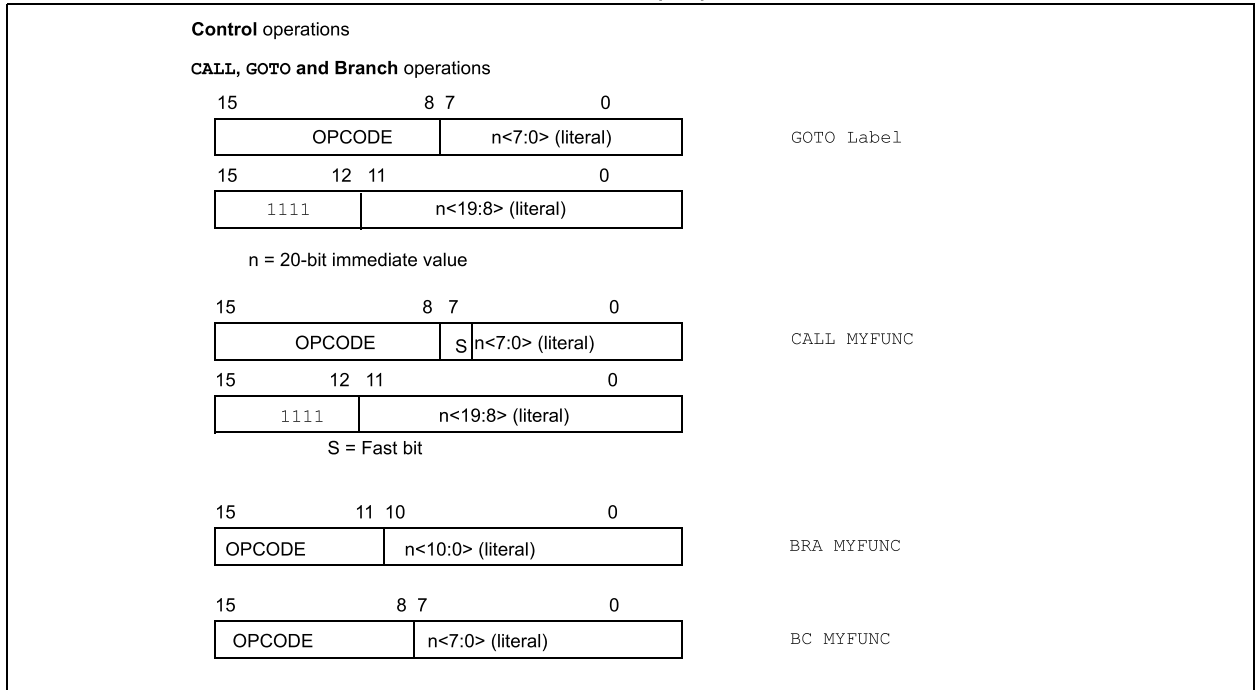 Control operations
CALL, GOTO and Branch operations
15 8 7 0
OPCODE n<7:0> (literal) GOTO Label
15 12 11 0
1111 n<19:8> (literal)
n = 20-bit immediate value
15 8 7 0
OPCODE S n<7:0> (literal) CALL MYFUNC
15 12 11 0
1111 n<19:8> (literal)
S = Fast bit
15 11 10 0
OPCODE n<10:0> (literal) BRA MYFUNC
15 8 7 0
OPCODE n<7:0> (literal) BC MYFUNC